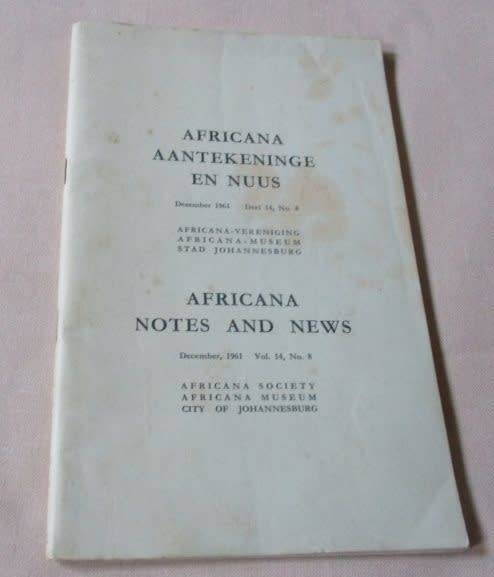 AFRICANA
AANTEKENINGE
EN NUUS
Desember 1961 Deel 14, No. 8
AFRICANA-VERENIGING
AFRICANA-MUSEUM
STAD JOHANNESBURG
AFRICANA
NOTES AND NEWS
December, 1961 Vol. 14, No. 8
AFRICANA SOCIETY
AFRICANA MUSEUM
CITY OF JOHANNESBURG